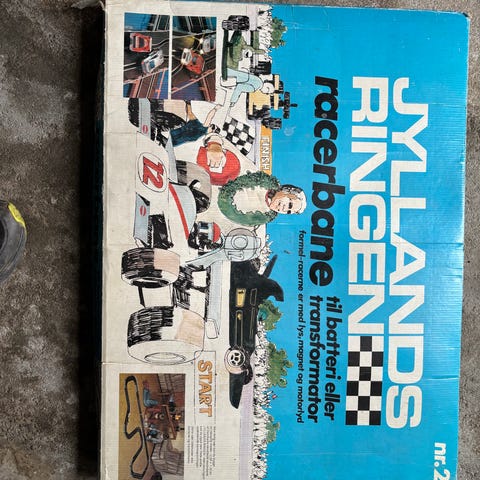 JYLLANDS
RINGEN
nr.2
racerbane
til batteri eller
transformator
formel-racerne er med lys, magnet og motorlyd
FINISH
12
START